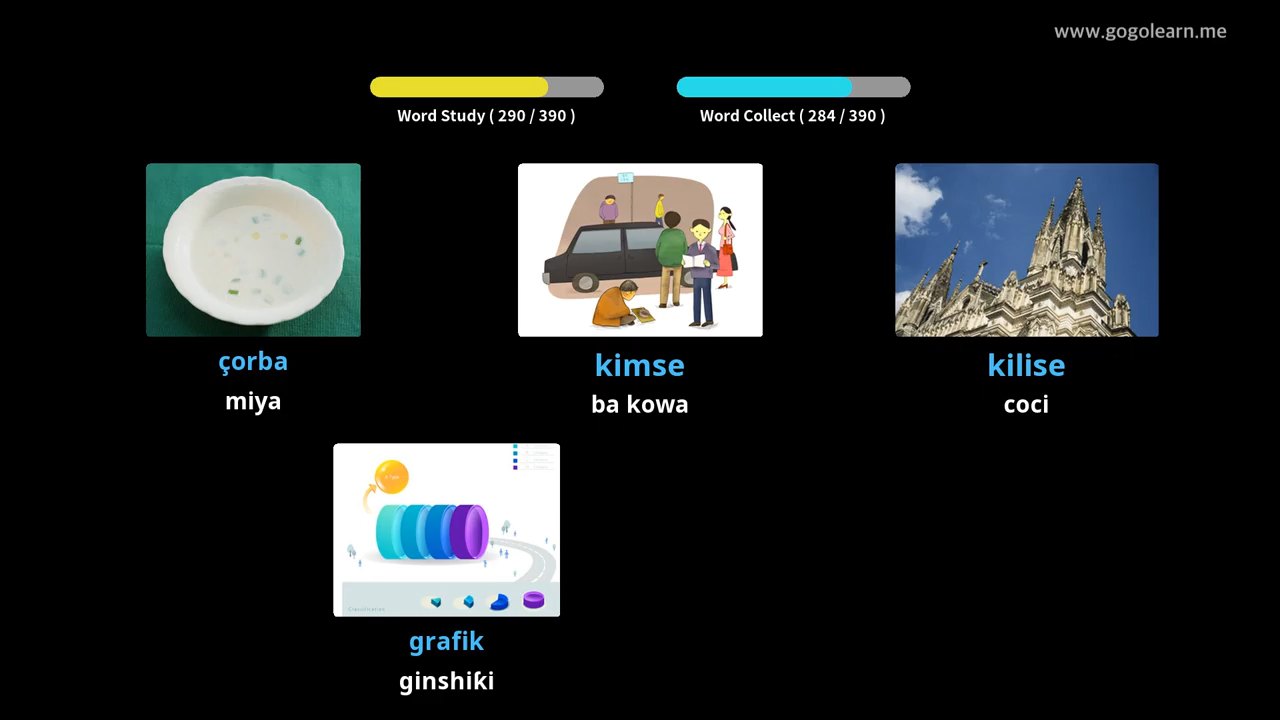 www.gogolearn.me
Word Study ( 290 / 390 )
Word Collect ( 284 / 390 )
çorba
miya
kimse
ba kowa
kilise
coci
grafik
ginshiƙi